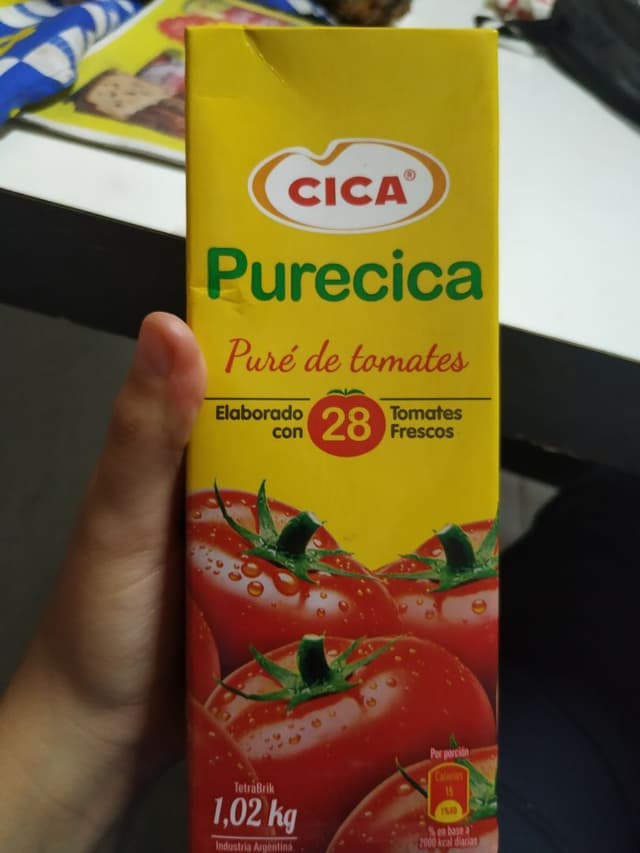 CICA®
Purecica
Puré de tomates
Elaborado con
28
Tomates Frescos
TetraBrik
1,02 kg
Industria Argentina
Por porción
Calorías
15
1%
% en base a
2000 kcal diarias